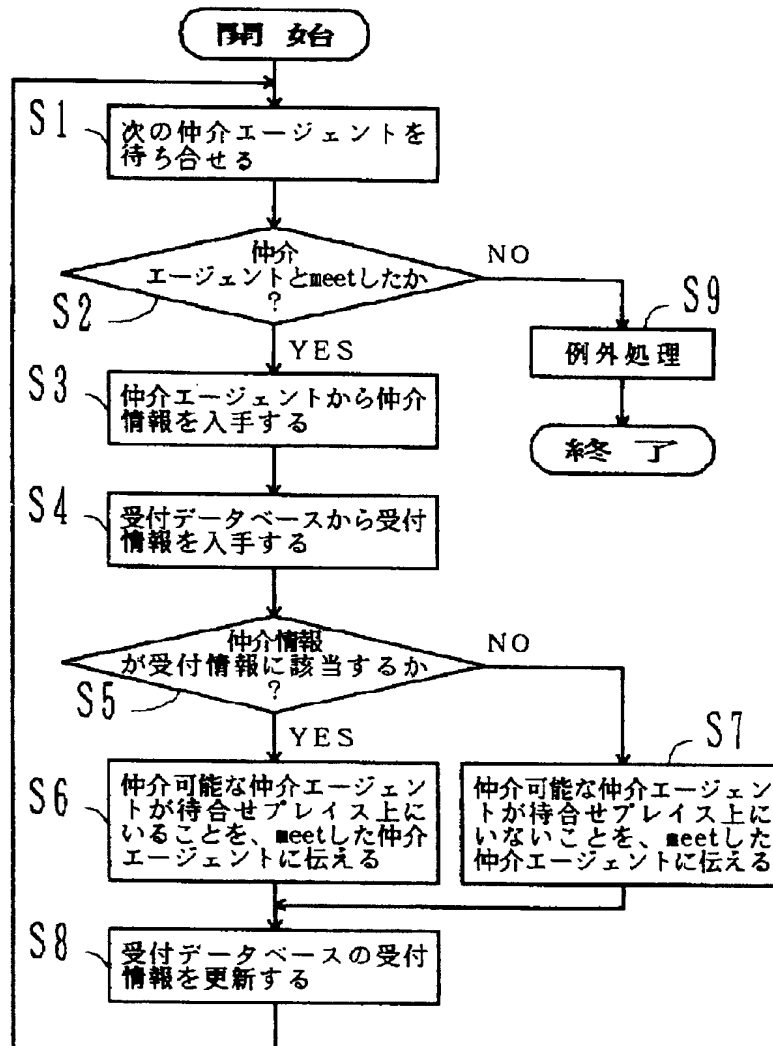 開始
S1
次の仲介エージェントを
待ち合せる
仲介
エージェントとmeetしたか
?
S2
NO
YES
S9
例外処理
終了
S3
仲介エージェントから仲介
情報を入手する
S4
受付データベースから受付
情報を入手する
仲介情報
が受付情報に該当するか
?
S5
NO
YES
S6
仲介可能な仲介エージェン
トが待合せプレイス上に
いることを、meetした仲介
エージェントに伝える
S7
仲介可能な仲介エージェン
トが待合せプレイス上に
いないことを、meetした
仲介エージェントに伝える
S8
受付データベースの受付
情報を更新する